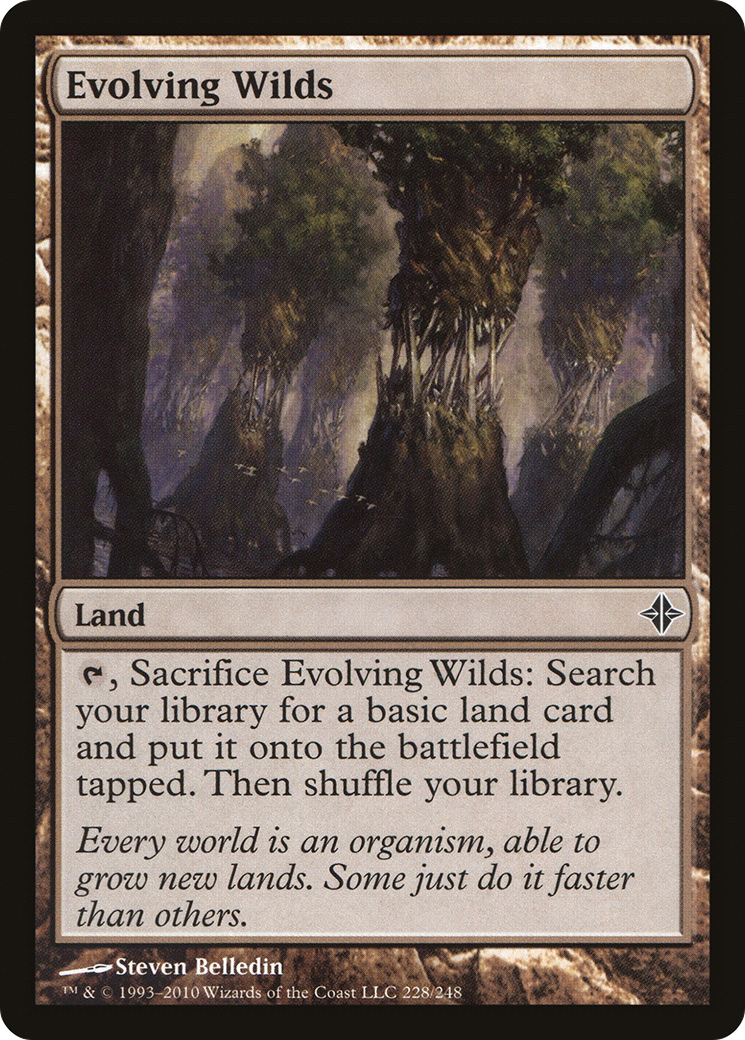 Evolving Wilds
Land
, Sacrifice Evolving Wilds: Search
your library for a basic land card
and put it onto the battlefield
tapped. Then shuffle your library.
Every world is an organism, able to
grow new lands. Some just do it faster
than others.
Steven Belledin
™ & © 1993–2010 Wizards of the Coast LLC 228/248